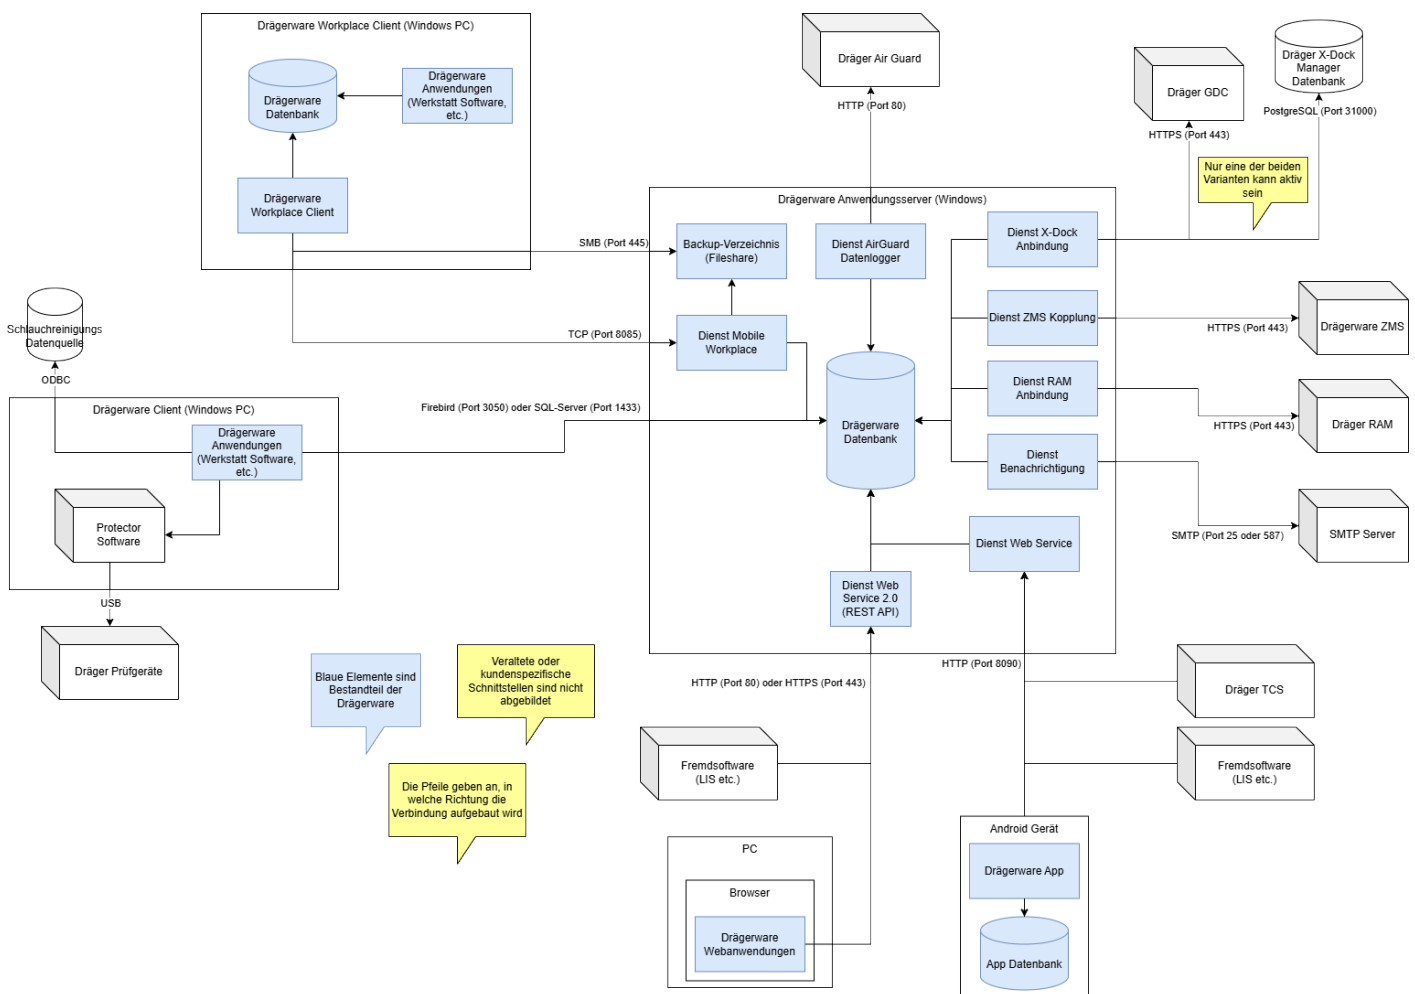 Drägerware Workplace Client (Windows PC)
Drägerware
Datenbank
Drägerware
Anwendungen
(Werkstatt Software,
etc.)
Drägerware
Workplace Client
Dräger Air Guard
HTTP (Port 80)
Dräger GDC
HTTPS (Port 443)
Dräger X-Dock
Manager
Datenbank
PostgreSQL (Port 31000)
Nur eine der beiden
Varianten kann aktiv
sein
Drägerware Anwendungsserver (Windows)
SMB (Port 445)
Backup-Verzeichnis
(Fileshare)
Dienst AirGuard
Datenlogger
Dienst X-Dock
Anbindung
TCP (Port 8085)
Dienst Mobile
Workplace
Dienst ZMS Kopplung
HTTPS (Port 443)
Drägerware ZMS
Schlauchreinigungs
Datenquelle
ODBC
Dienst RAM
Anbindung
HTTPS (Port 443)
Dräger RAM
Drägerware Client (Windows PC)
Drägerware
Anwendungen
(Werkstatt Software,
etc.)
Firebird (Port 3050) oder SQL-Server (Port 1433)
Drägerware
Datenbank
Dienst
Benachrichtigung
SMTP (Port 25 oder 587)
SMTP Server
Protector
Software
USB
Dräger Prüfgeräte
Dienst Web Service
Dienst Web
Service 2.0
(REST API)
HTTP (Port 8090)
HTTP (Port 80) oder HTTPS (Port 443)
Blaue Elemente sind
Bestandteil der
Drägerware
Veraltete oder
kundenspezifische
Schnittstellen sind nicht
abgebildet
Die Pfeile geben an, in
welche Richtung die
Verbindung aufgebaut wird
Dräger TCS
Fremdsoftware
(LIS etc.)
Fremdsoftware
(LIS etc.)
PC
Browser
Drägerware
Webanwendungen
Android Gerät
Drägerware App
App Datenbank